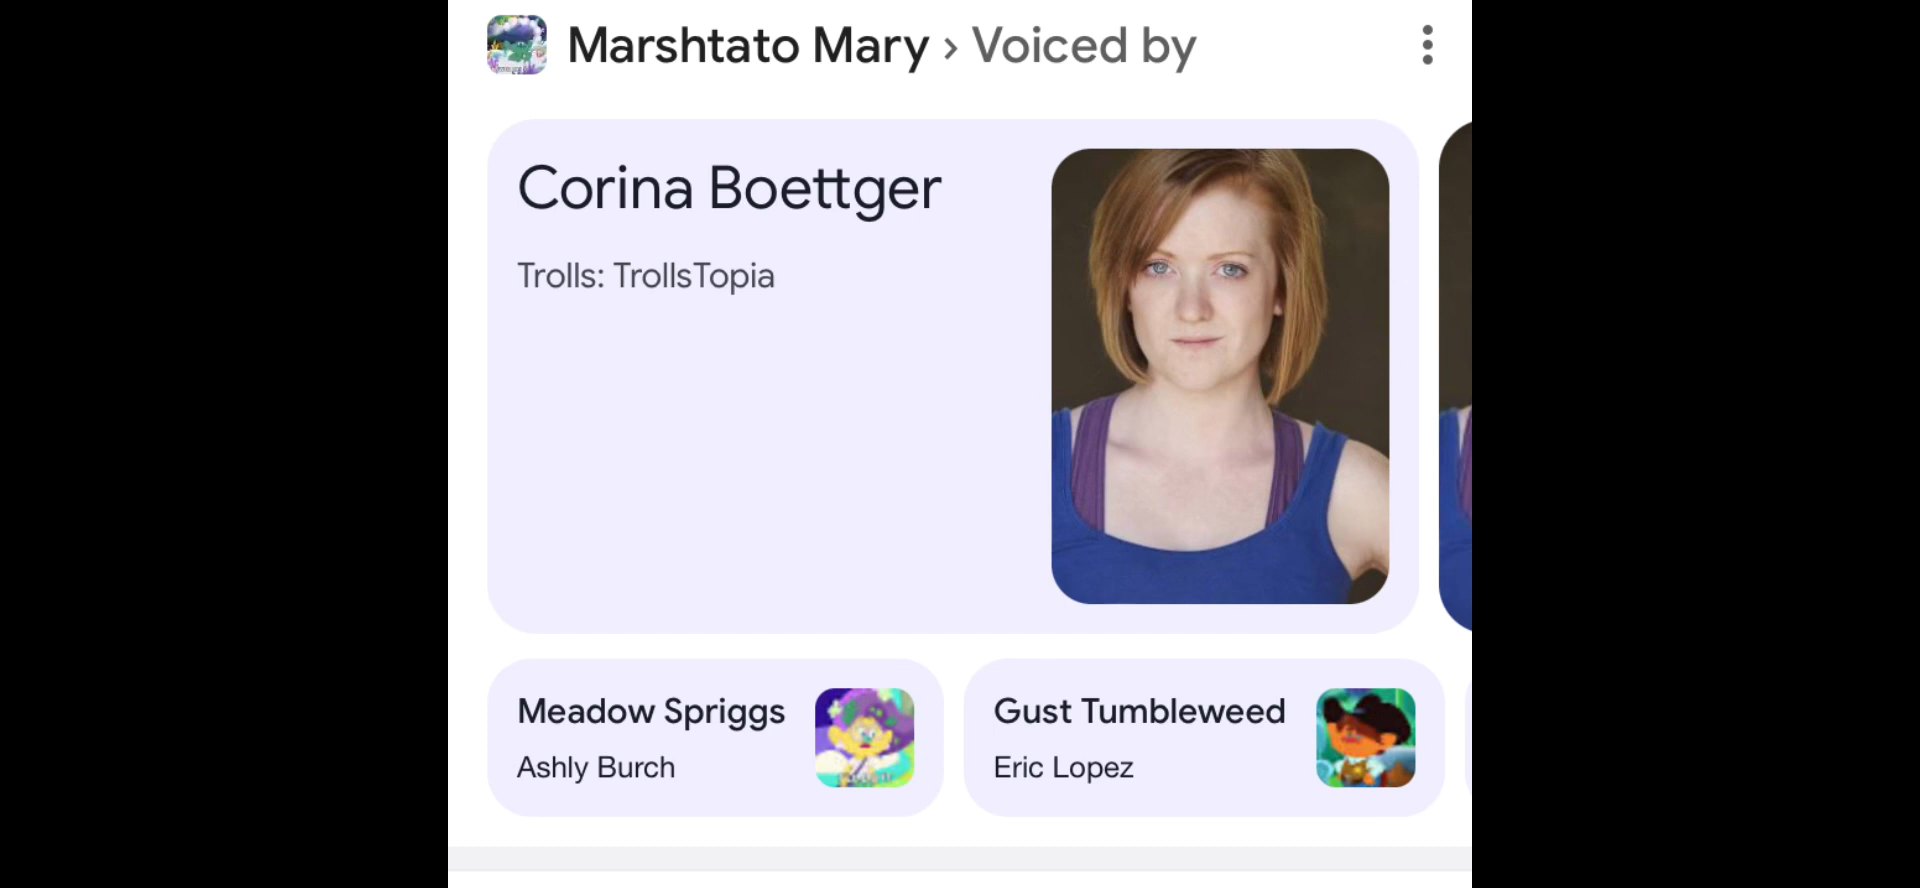 Marshtato Mary › Voiced by
Corina Boettger
Trolls: TrollsTopia
Meadow Spriggs
Ashly Burch
Gust Tumbleweed
Eric Lopez